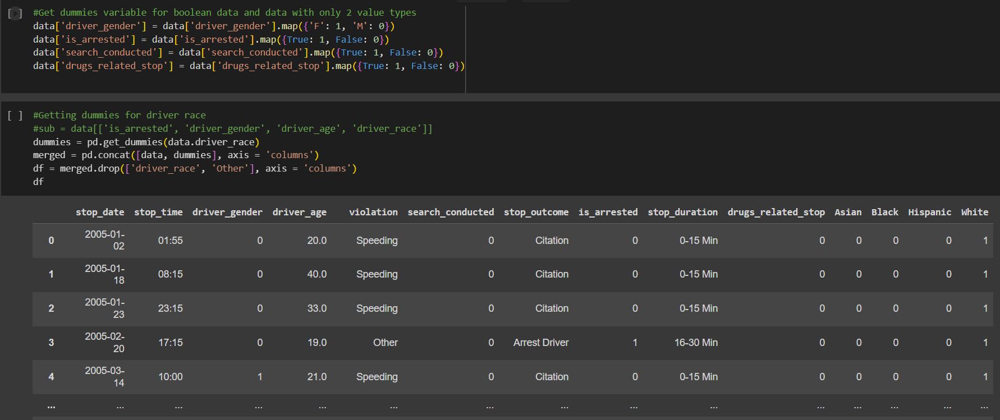 [ ] #Get dummies variable for boolean data and data with only 2 value types
data['driver_gender'] = data['driver_gender'].map({'F': 1, 'M': 0})
data['is_arrested'] = data['is_arrested'].map({True: 1, False: 0})
data['search_conducted'] = data['search_conducted'].map({True: 1, False: 0})
data['drugs_related_stop'] = data['drugs_related_stop'].map({True: 1, False: 0})
[ ] #Getting dummies for driver race
#sub = data[['is_arrested', 'driver_gender', 'driver_age', 'driver_race']]
dummies = pd.get_dummies(data.driver_race)
merged = pd.concat([data, dummies], axis = 'columns')
df = merged.drop(['driver_race', 'Other'], axis = 'columns')
df
stop_date stop_time driver_gender driver_age violation search_conducted stop_outcome is_arrested stop_duration drugs_related_stop Asian Black Hispanic White
0 2005-01-02 01:55 0 20.0 Speeding 0 Citation 0 0-15 Min 0 0 0 0 1
1 2005-01-18 08:15 0 40.0 Speeding 0 Citation 0 0-15 Min 0 0 0 0 1
2 2005-01-23 23:15 0 33.0 Speeding 0 Citation 0 0-15 Min 0 0 0 0 1
3 2005-02-20 17:15 0 19.0 Other 0 Arrest Driver 1 16-30 Min 0 0 0 0 1
4 2005-03-14 10:00 1 21.0 Speeding 0 Citation 0 0-15 Min 0 0 0 0 1
... ... ... ... ... ... ... ... ... ... ... ... ... ... ...